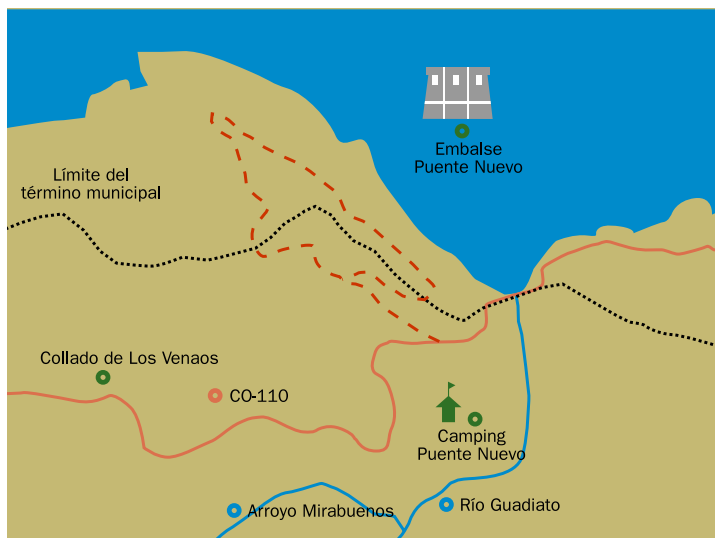 Embalse
Puente Nuevo
Límite del
término municipal
Collado de Los Venaos
CO-110
Camping
Puente Nuevo
Arroyo Mirabuenos
Río Guadiato